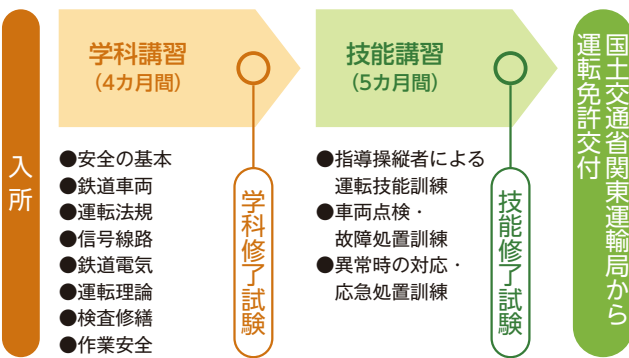 入所
学科講習
（4カ月間）
●安全の基本
●鉄道車両
●運転法規
●信号線路
●鉄道電気
●運転理論
●検査修繕
●作業安全
学科修了試験
技能講習
（5カ月間）
●指導操縦者による
運転技能訓練
●車両点検・
故障処置訓練
●異常時の対応・
応急処置訓練
技能修了試験
国土交通省関東運輸局から
運転免許交付